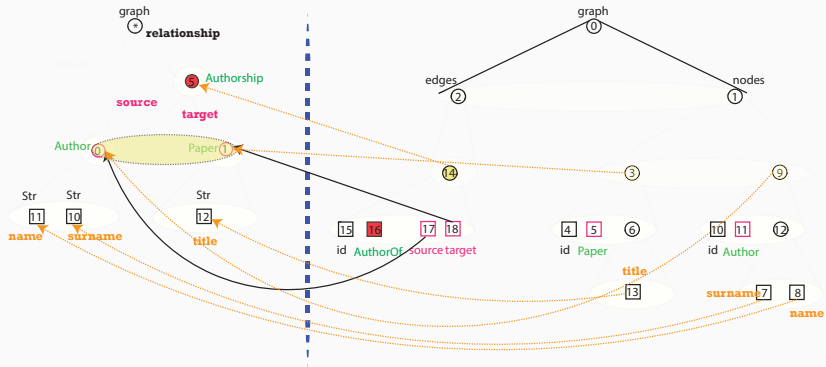 graph
*
relationship
5 Authorship
source
target
Author 0
Paper 1
Str Str Str
11 10 12
name surname
title
graph
0
edges nodes
2 1
14 3 9
15 16 17 18 4 5 6 10 11 12
id AuthorOf source target id Paper id Author
title
13
surname 7 8
name